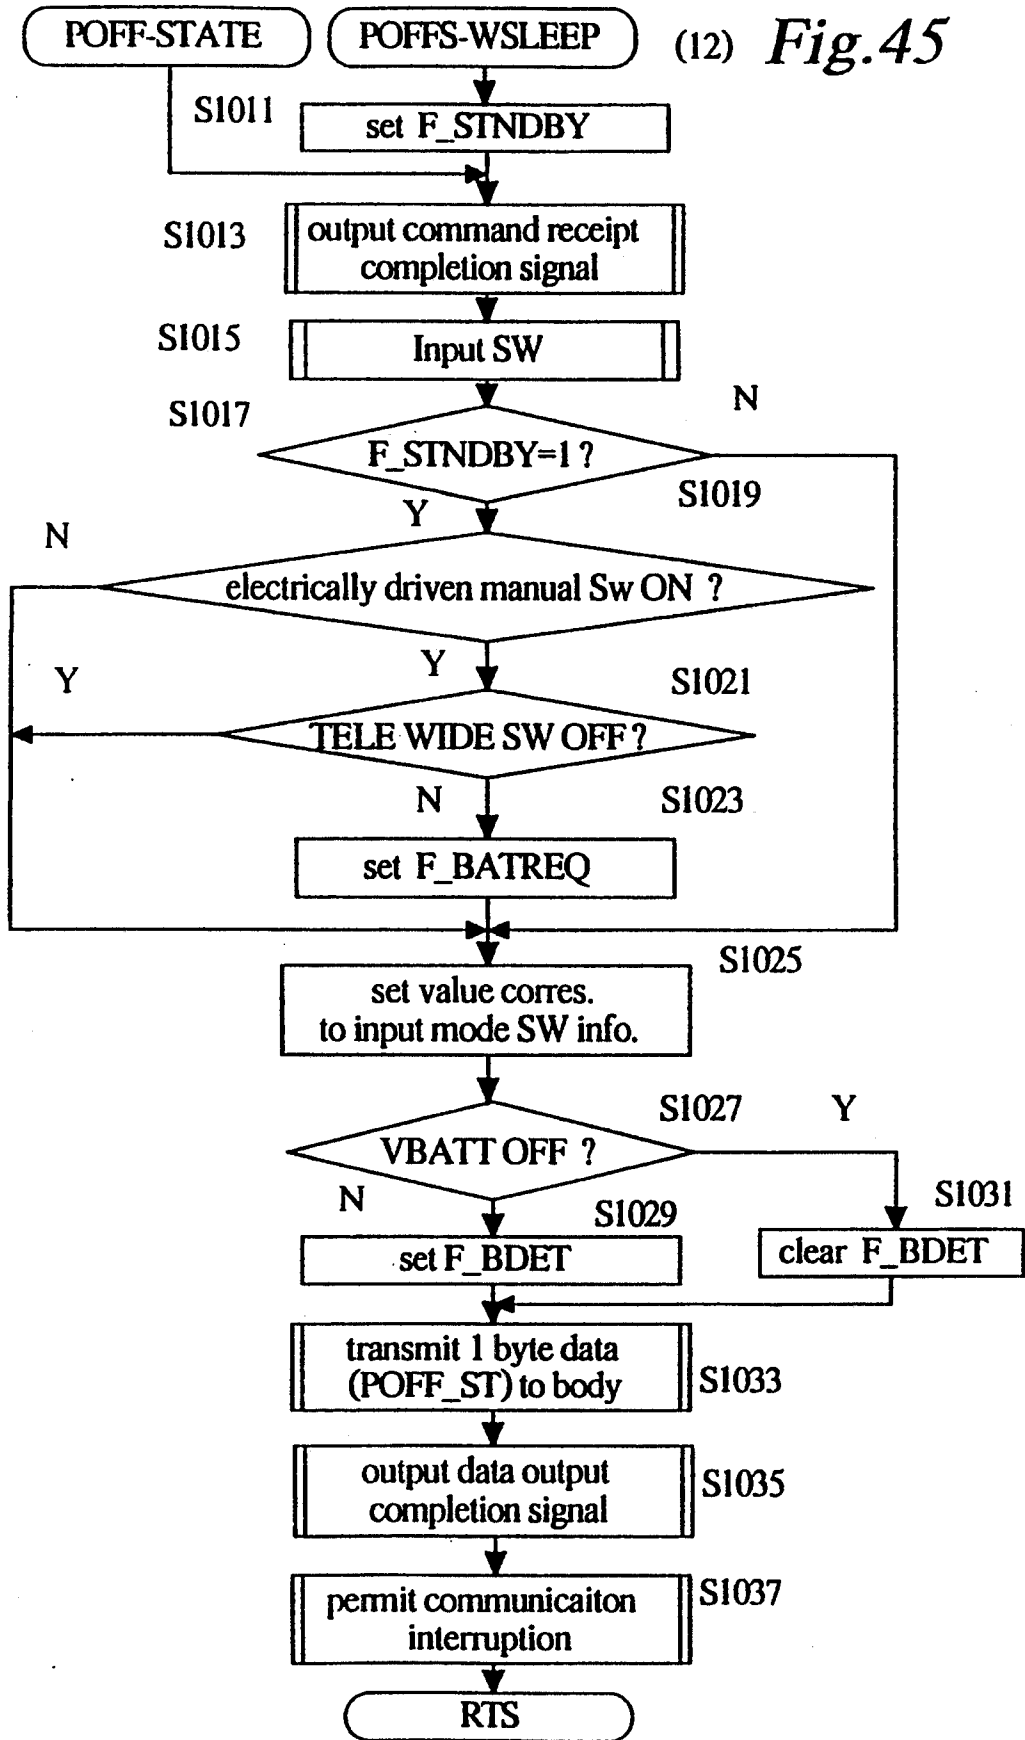 POFF-STATE
POFFS-WSLEEP
(12) Fig.45
S1011
set F_STNDBY
S1013
output command receipt
completion signal
S1015
Input SW
S1017
N
F_STNDBY=1 ?
Y
S1019
N
electrically driven manual Sw ON ?
Y
Y
S1021
TELE WIDE SW OFF ?
N
S1023
set F_BATREQ
S1025
set value corres.
to input mode SW info.
S1027
Y
VBATT OFF ?
N
S1029
S1031
set F_BDET
clear F_BDET
transmit 1 byte data
(POFF_ST) to body
S1033
output data output
completion signal
S1035
permit communicaiton
interruption
S1037
RTS